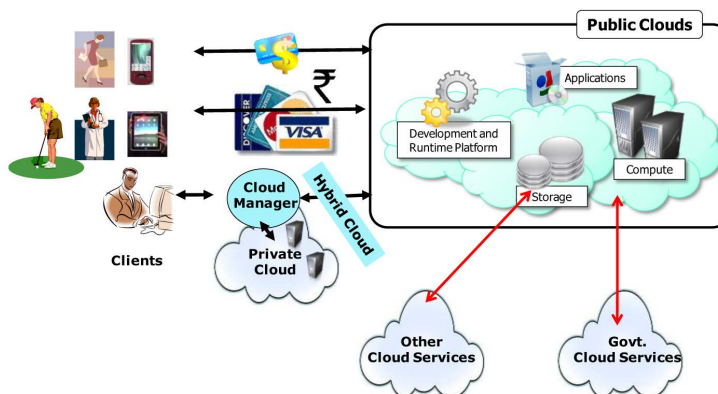 Public Clouds
Applications
Development and
Runtime Platform
Compute
Storage
$
₹
DISCOVER
VISA
Cloud
Manager
Hybrid Cloud
Private
Cloud
Clients
Other
Cloud Services
Govt.
Cloud Services